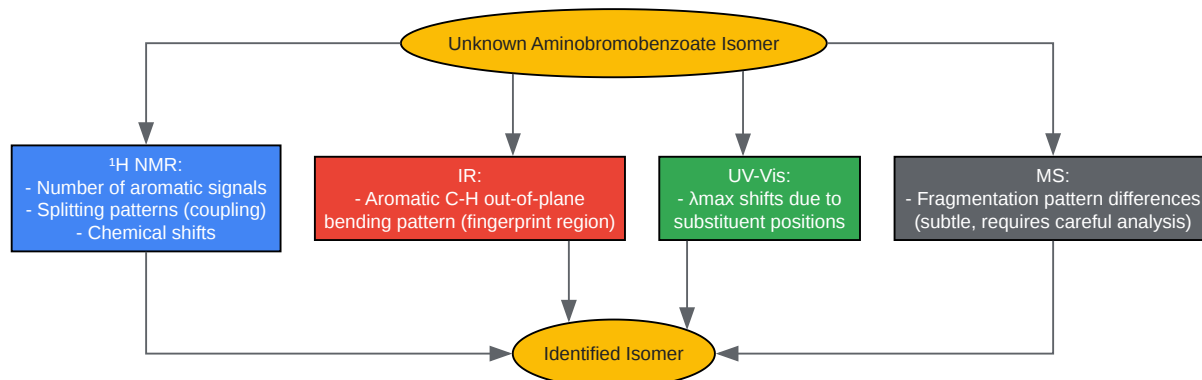 Unknown Aminobromobenzoate Isomer
¹H NMR:
- Number of aromatic signals
- Splitting patterns (coupling)
- Chemical shifts
IR:
- Aromatic C-H out-of-plane
bending pattern (fingerprint region)
UV-Vis:
- λmax shifts due to
substituent positions
MS:
- Fragmentation pattern differences
(subtle, requires careful analysis)
Identified Isomer